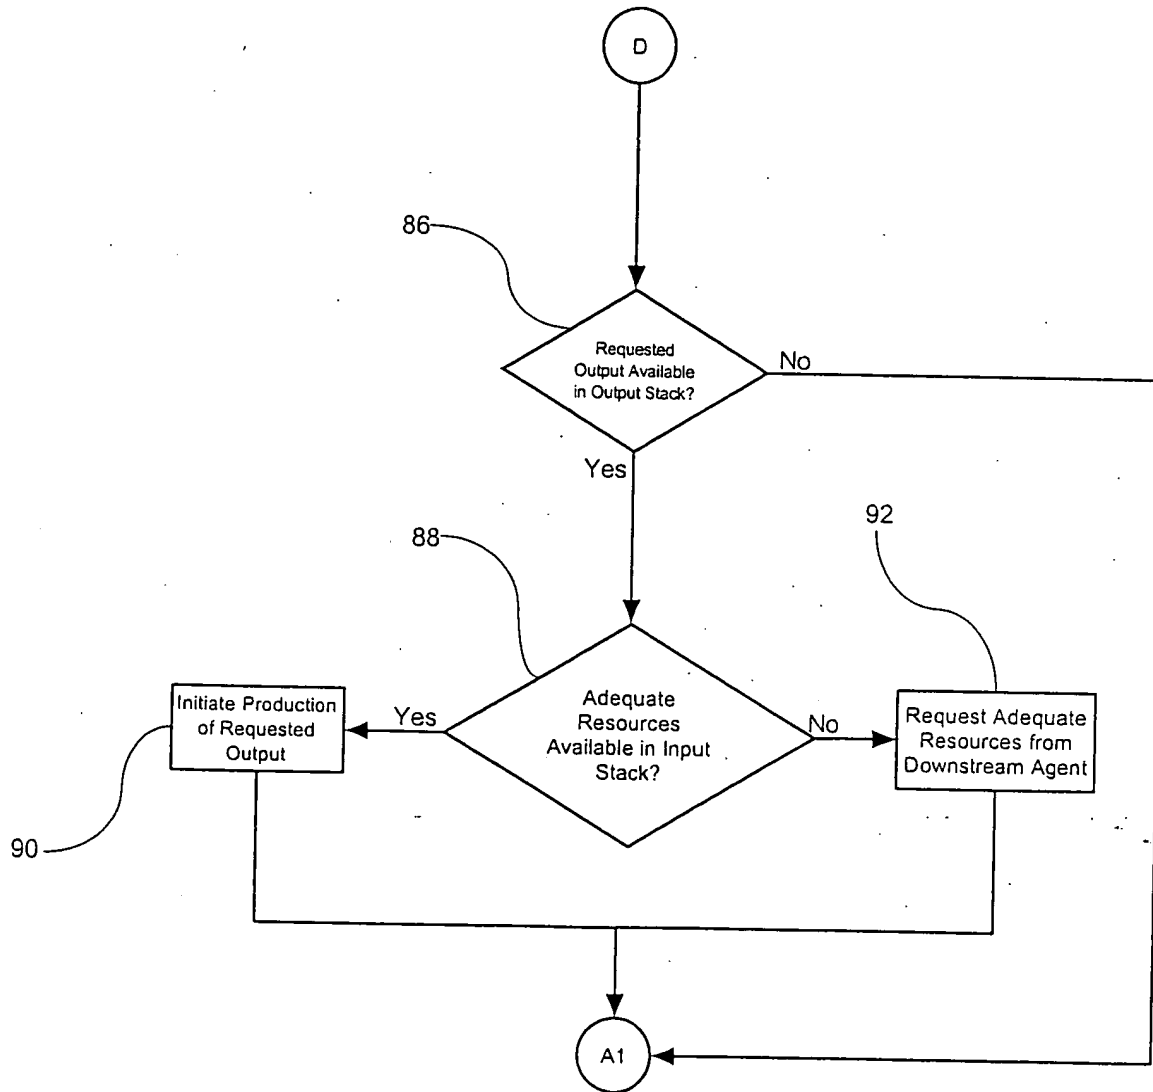 D
86
Requested
Output Available
in Output Stack?
No
Yes
88
92
Initiate Production
of Requested
Output
Yes
Adequate
Resources
Available in Input
Stack?
No
Request Adequate
Resources from
Downstream Agent
90
A1